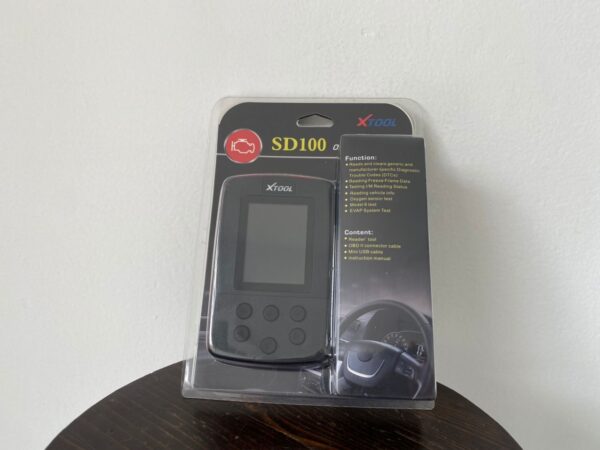 XTOOL
SD100
XTOOL
Function:
Reads and clears generic and
manufacturer specific Diagnostic
Trouble Codes (DTCs)
Reading Freeze Frame Data
Testing I/M Reading Status
Reading vehicle info
Oxygen sensor test
Model 6 test
EVAP System Test
Content:
Reader tool
OBD II connector cable
Mini USB cable
instruction manual